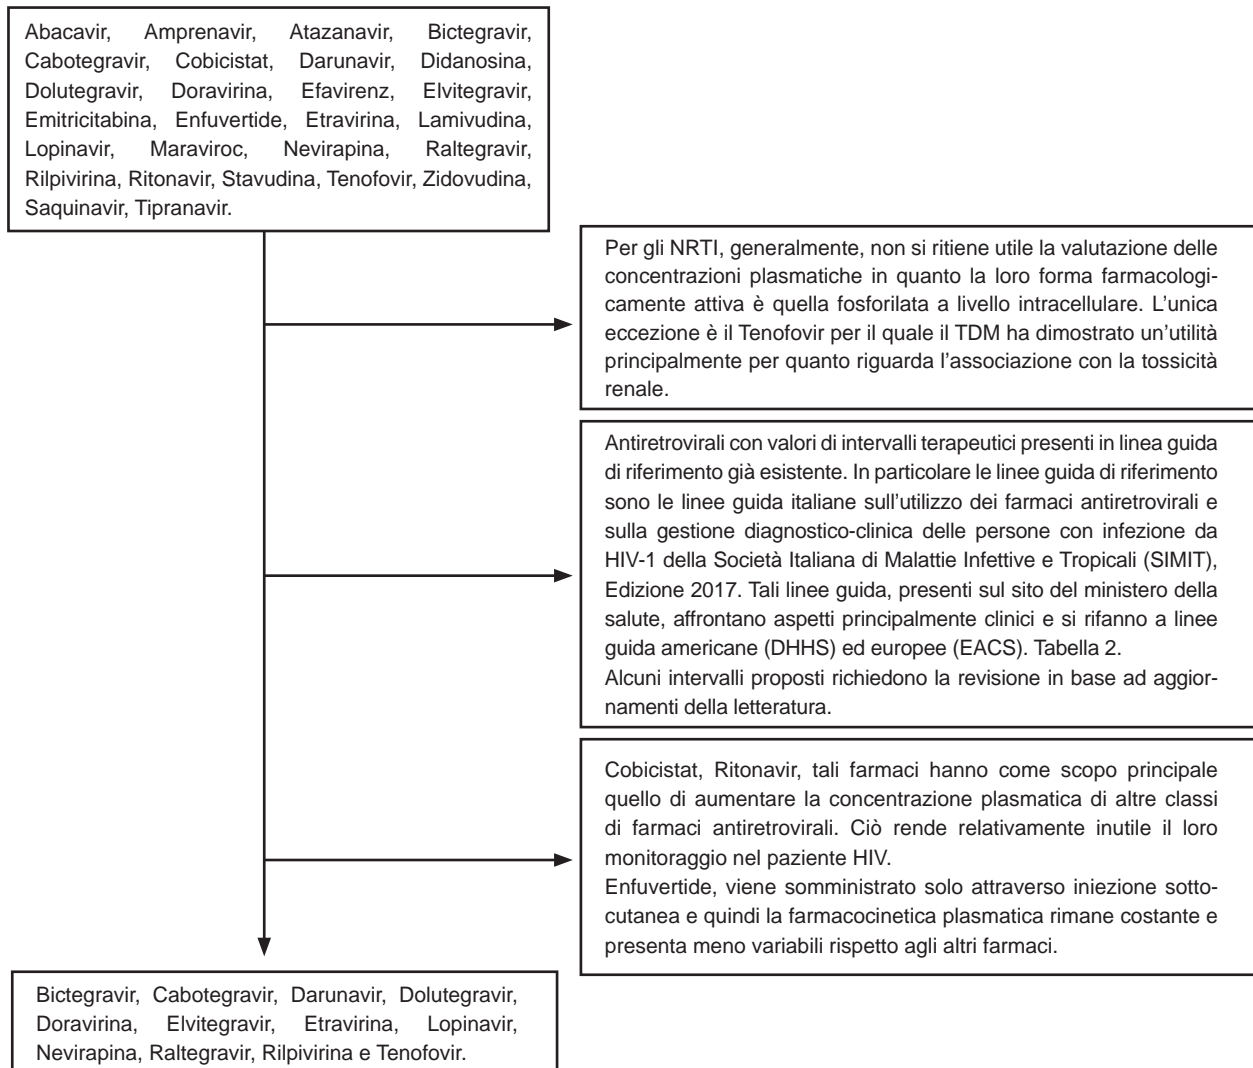 Abacavir, Amprenavir, Atazanavir, Bictegravir,
Cabotegravir, Cobicistat, Darunavir, Didanosina,
Dolutegravir, Doravirina, Efavirenz, Elvitegravir,
Emitricitabina, Enfuvertide, Etravirina, Lamivudina,
Lopinavir, Maraviroc, Nevirapina, Raltegravir,
Rilpivirina, Ritonavir, Stavudina, Tenofovir, Zidovudina,
Saquinavir, Tipranavir.
Per gli NRTI, generalmente, non si ritiene utile la valutazione delle
concentrazioni plasmatiche in quanto la loro forma farmacologi-
camente attiva è quella fosforilata a livello intracellulare. L'unica
eccezione è il Tenofovir per il quale il TDM ha dimostrato un'utilità
principalmente per quanto riguarda l'associazione con la tossicità
renale.
Antiretrovirali con valori di intervalli terapeutici presenti in linea guida
di riferimento già esistente. In particolare le linee guida di riferimento
sono le linee guida italiane sull'utilizzo dei farmaci antiretrovirali e
sulla gestione diagnostico-clinica delle persone con infezione da
HIV-1 della Società Italiana di Malattie Infettive e Tropicali (SIMIT),
Edizione 2017. Tali linee guida, presenti sul sito del ministero della
salute, affrontano aspetti principalmente clinici e si rifanno a linee
guida americane (DHHS) ed europee (EACS). Tabella 2.
Alcuni intervalli proposti richiedono la revisione in base ad aggior-
namenti della letteratura.
Cobicistat, Ritonavir, tali farmaci hanno come scopo principale
quello di aumentare la concentrazione plasmatica di altre classi
di farmaci antiretrovirali. Ciò rende relativamente inutile il loro
monitoraggio nel paziente HIV.
Enfuvertide, viene somministrato solo attraverso iniezione sotto-
cutanea e quindi la farmacocinetica plasmatica rimane costante e
presenta meno variabili rispetto agli altri farmaci.
Bictegravir, Cabotegravir, Darunavir, Dolutegravir,
Doravirina, Elvitegravir, Etravirina, Lopinavir,
Nevirapina, Raltegravir, Rilpivirina e Tenofovir.